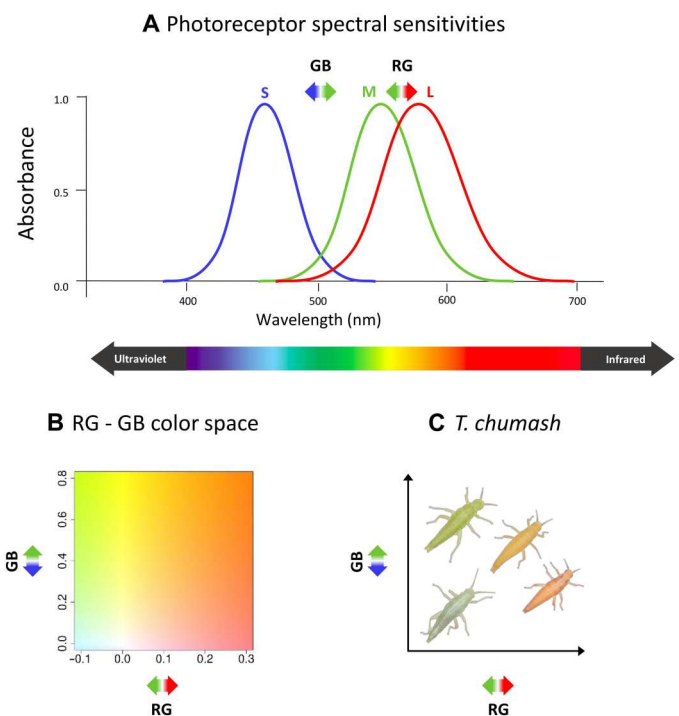 A Photoreceptor spectral sensitivities
GB RG
S M L
1.0
0.5
0.0
Absorbance
400 500 600 700
Wavelength (nm)
Ultraviolet Infrared
B RG - GB color space
0.8
0.6
0.4
0.2
0.0
GB
−0.1 0.0 0.1 0.2 0.3
RG
C T. chumash
GB
RG